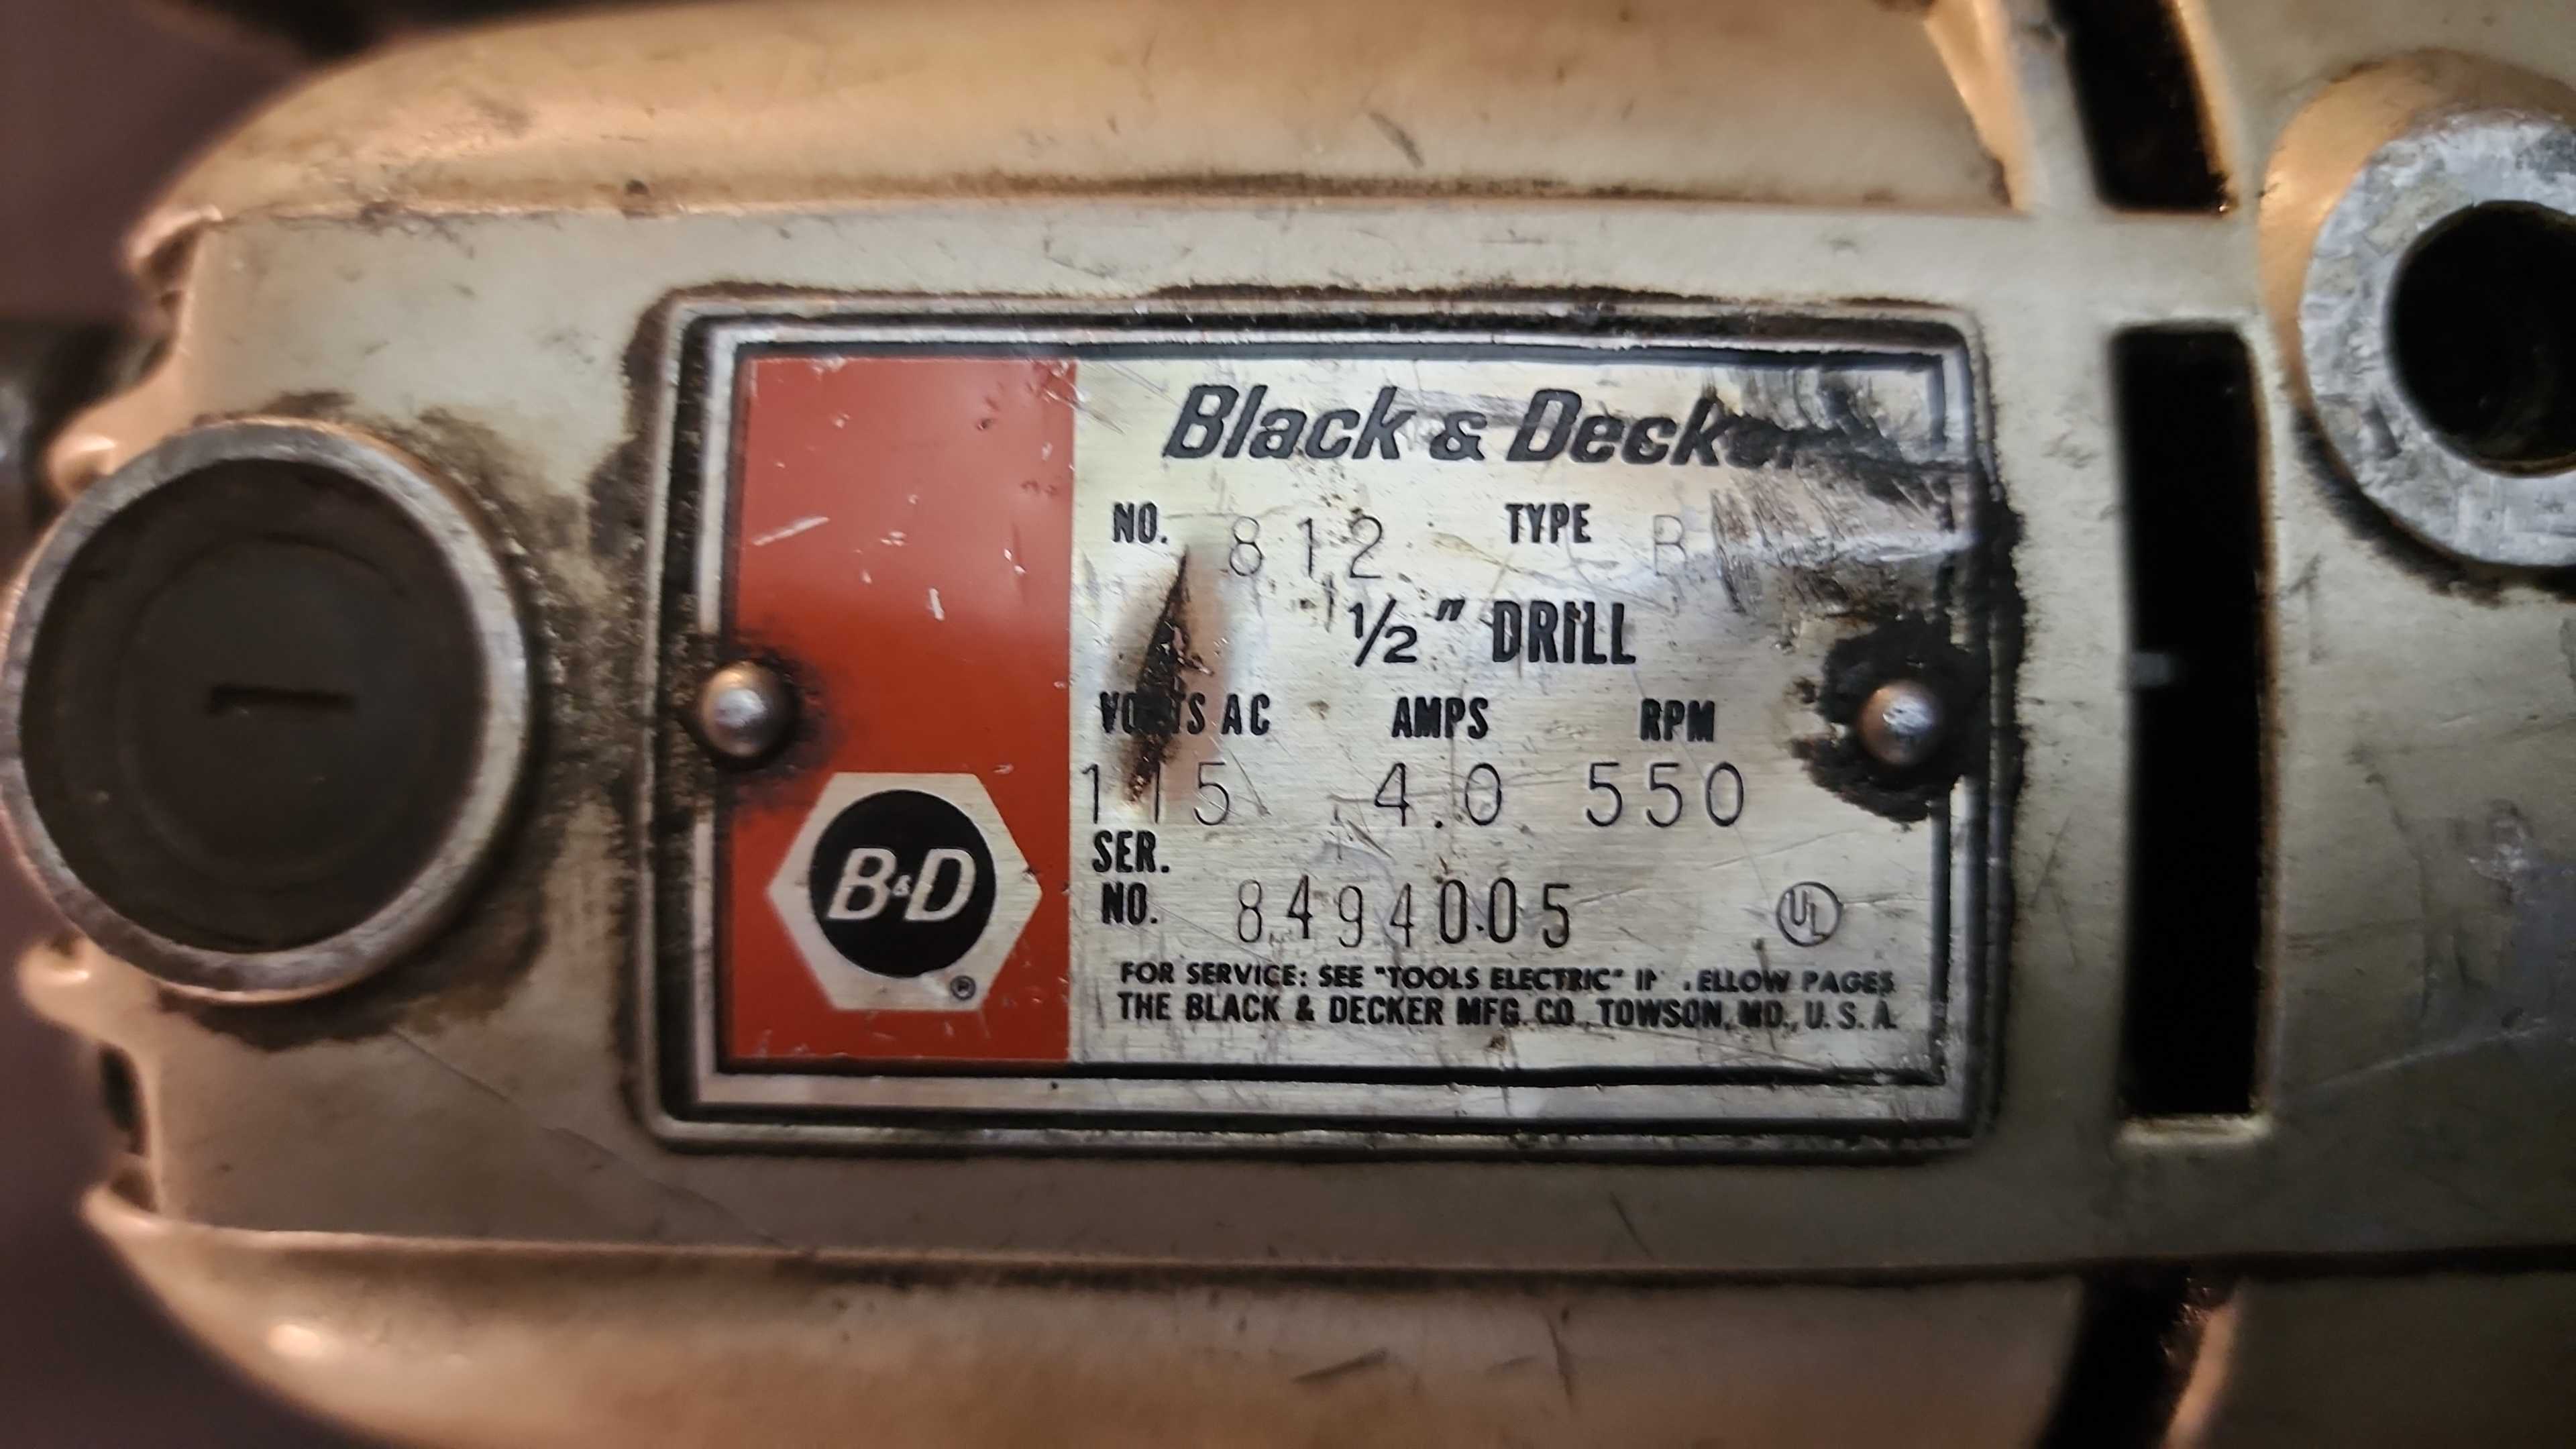 Black & Decker
NO. 812 TYPE B
1/2" DRILL
VOLTS AC AMPS RPM
115 4.0 550
SER.
NO. 8494005
UL
B&D
®
FOR SERVICE: SEE "TOOLS ELECTRIC" PAGES
THE BLACK & DECKER MFG. CO., TOWSON, MD., U.S.A.